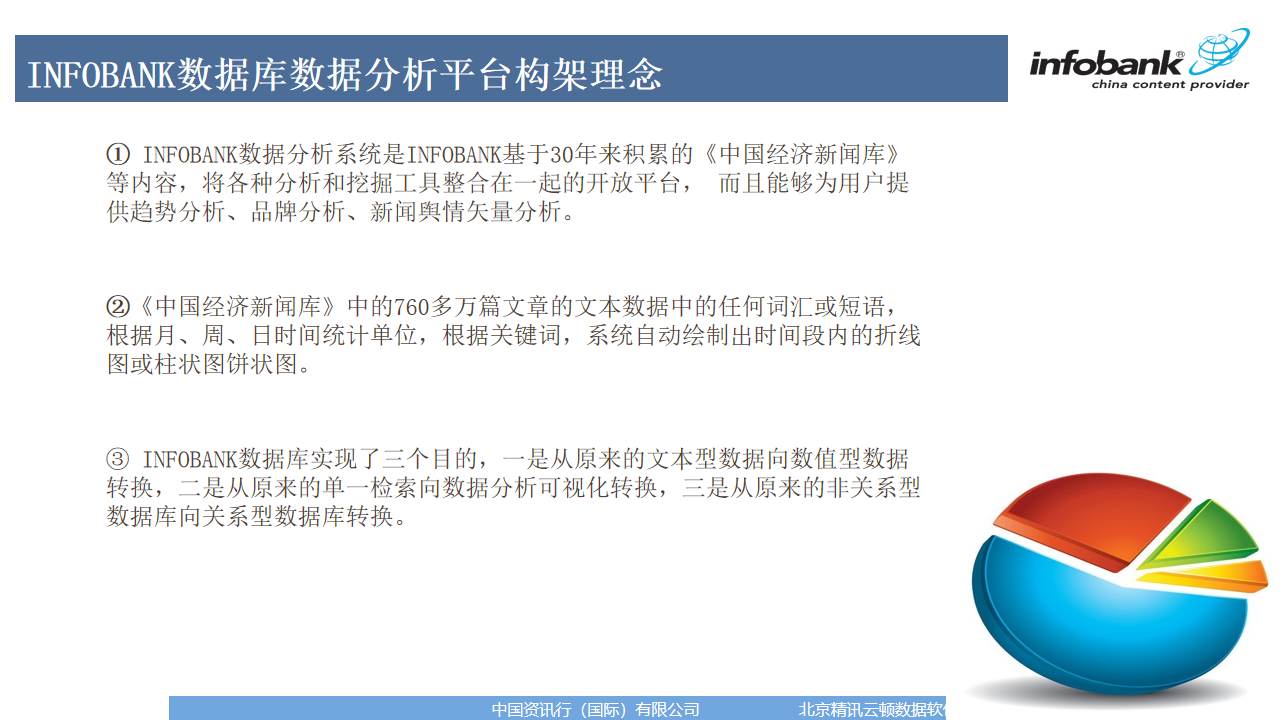 INFOBANK数据库数据分析平台构架理念
infobank®
china content provider
① INFOBANK数据分析系统是INFOBANK基于30年来积累的《中国经济新闻库》
等内容，将各种分析和挖掘工具整合在一起的开放平台， 而且能够为用户提
供趋势分析、品牌分析、新闻舆情矢量分析。
②《中国经济新闻库》中的760多万篇文章的文本数据中的任何词汇或短语，
根据月、周、日时间统计单位，根据关键词，系统自动绘制出时间段内的折线
图或柱状图饼状图。
③ INFOBANK数据库实现了三个目的，一是从原来的文本型数据向数值型数据
转换，二是从原来的单一检索向数据分析可视化转换，三是从原来的非关系型
数据库向关系型数据库转换。
中国资讯行（国际）有限公司 北京精讯云顿数据软